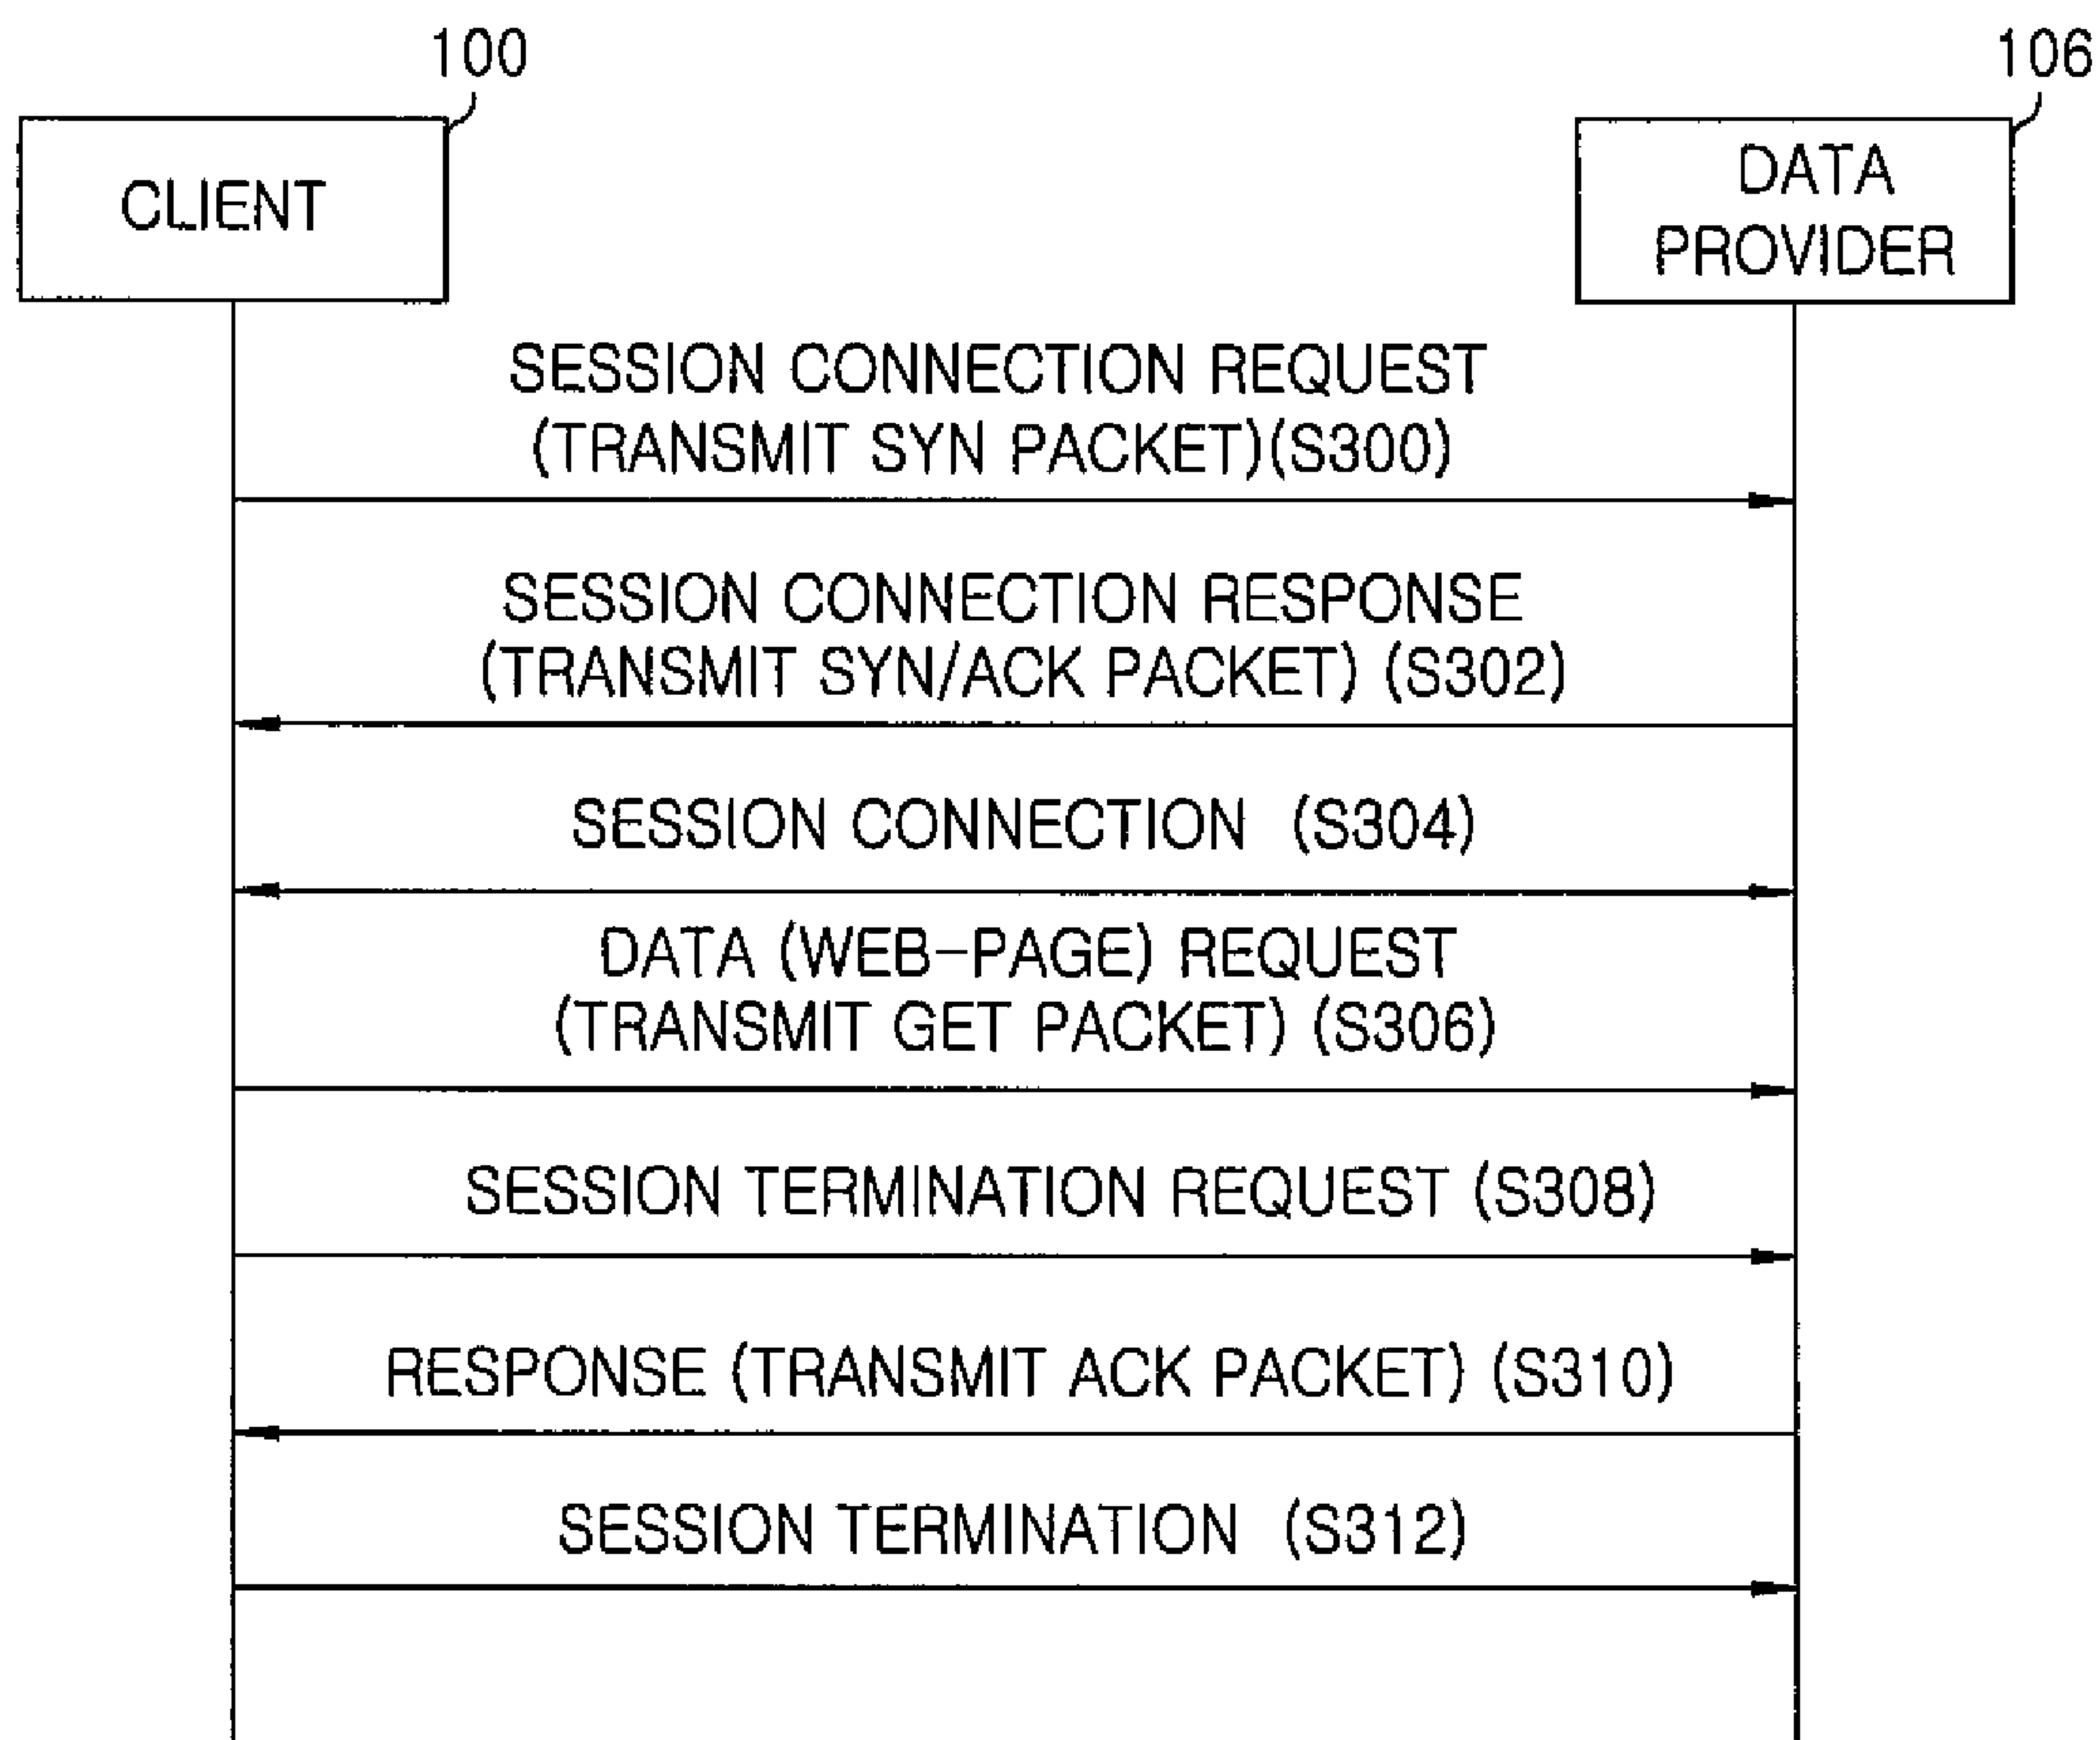 100
106
CLIENT
DATA
PROVIDER
SESSION CONNECTION REQUEST
(TRANSMIT SYN PACKET)(S300)
SESSION CONNECTION RESPONSE
(TRANSMIT SYN/ACK PACKET) (S302)
SESSION CONNECTION (S304)
DATA (WEB-PAGE) REQUEST
(TRANSMIT GET PACKET) (S306)
SESSION TERMINATION REQUEST (S308)
RESPONSE (TRANSMIT ACK PACKET) (S310)
SESSION TERMINATION (S312)